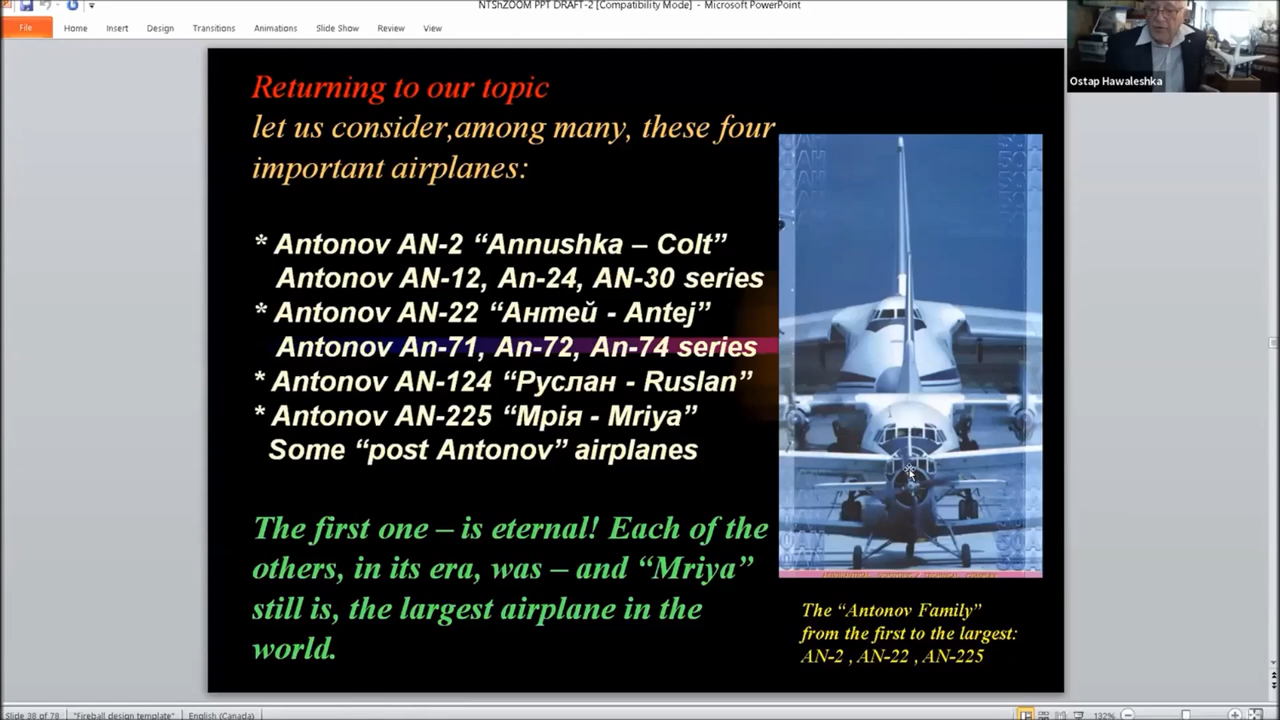 NTShZOOM PPT DRAFT-2 [Compatibility Mode] - Microsoft PowerPoint
File Home Insert Design Transitions Animations Slide Show Review View
Ostap Hawaleshka
Returning to our topic
let us consider,among many, these four
important airplanes:
* Antonov AN-2 “Annushka – Colt”
Antonov AN-12, An-24, AN-30 series
* Antonov AN-22 “Антей - Antej”
Antonov An-71, An-72, An-74 series
* Antonov AN-124 “Руслан - Ruslan”
* Antonov AN-225 “Мрія - Mriya”
Some “post Antonov” airplanes
The first one – is eternal! Each of the
others, in its era, was – and “Mriya”
still is, the largest airplane in the
world.
The “Antonov Family”
from the first to the largest:
AN-2 , AN-22 , AN-225
Slide 38 of 78 "Fireball design template" English (Canada) 132%